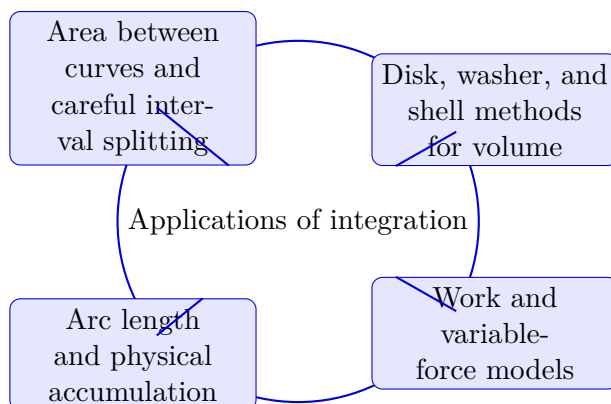 Area between
curves and
careful inter-
val splitting
Disk, washer, and
shell methods
for volume
Applications of integration
Arc length
and physical
accumulation
Work and
variable-
force models